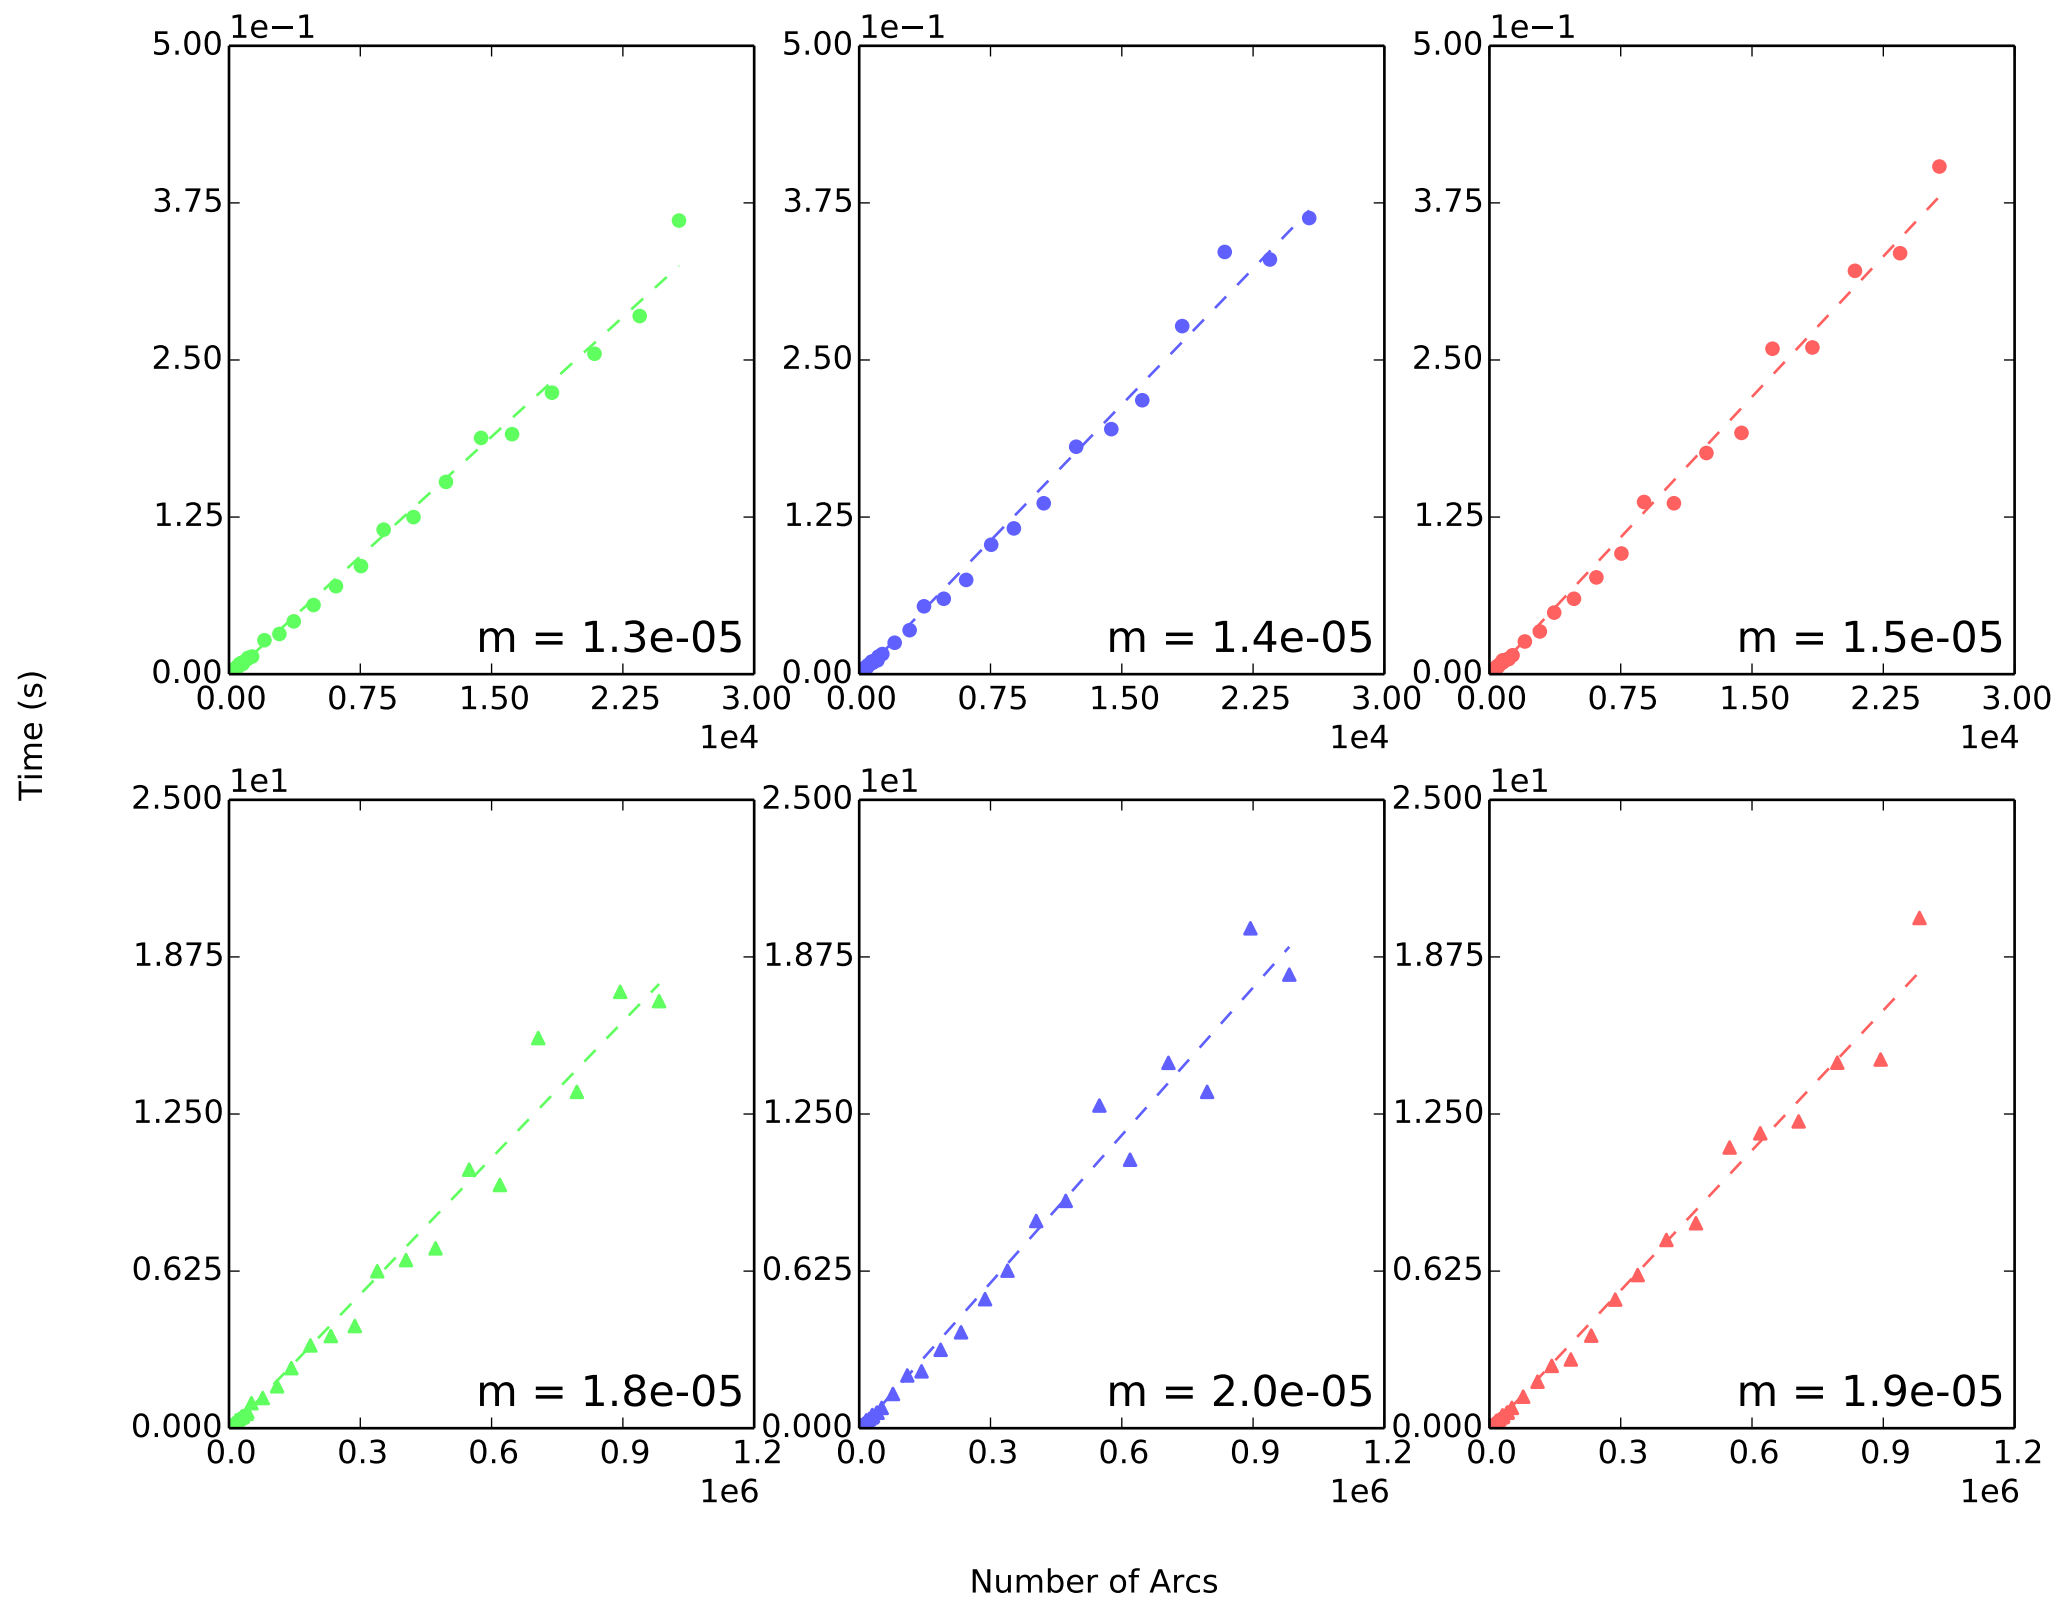 Time (s)
1e−1
5.00
3.75
2.50
1.25
0.00
0.00 0.75 1.50 2.25 3.00
1e4
m = 1.3e-05
1e−1
5.00
3.75
2.50
1.25
0.00
0.00 0.75 1.50 2.25 3.00
1e4
m = 1.4e-05
1e−1
5.00
3.75
2.50
1.25
0.00
0.00 0.75 1.50 2.25 3.00
1e4
m = 1.5e-05
1e1
2.500
1.875
1.250
0.625
0.000
0.0 0.3 0.6 0.9 1.2
1e6
m = 1.8e-05
1e1
2.500
1.875
1.250
0.625
0.000
0.0 0.3 0.6 0.9 1.2
1e6
m = 2.0e-05
1e1
2.500
1.875
1.250
0.625
0.000
0.0 0.3 0.6 0.9 1.2
1e6
m = 1.9e-05
Number of Arcs